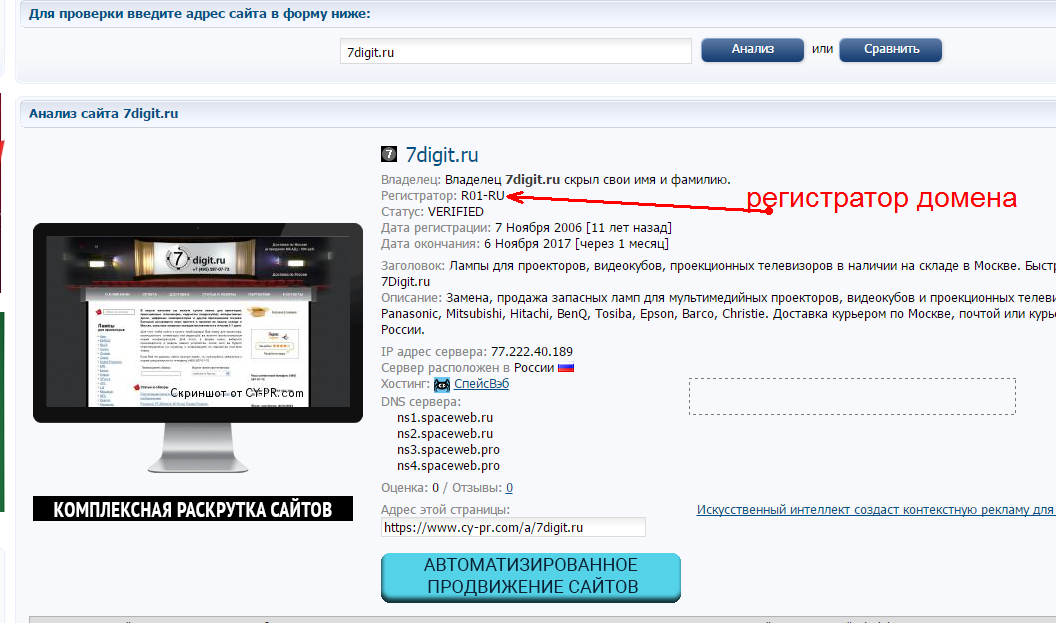 Для проверки введите адрес сайта в форму ниже:
7digit.ru
Анализ
или
Сравнить
Анализ сайта 7digit.ru
7digit.ru
Владелец: Владелец 7digit.ru скрыл свои имя и фамилию.
Регистратор: R01-RU
регистратор домена
Статус: VERIFIED
Дата регистрации: 7 Ноября 2006 [11 лет назад]
Дата окончания: 6 Ноября 2017 [через 1 месяц]
Заголовок: Лампы для проекторов, видеокубов, проекционных телевизоров в наличии на складе в Москве.
7Digit.ru
Описание: Замена, продажа запасных ламп для мультимедийных проекторов, видеокубов и проекционных
Panasonic, Mitsubishi, Hitachi, BenQ, Tosiba, Epson, Barco, Christie. Доставка курьером по Москве, почтой или
России.
IP адрес сервера: 77.222.40.189
Сервер расположен в России
Хостинг: СпейсВэб
DNS сервера:
ns1.spaceweb.ru
ns2.spaceweb.ru
ns3.spaceweb.pro
ns4.spaceweb.pro
Оценка: 0 / Отзывы: 0
Адрес этой страницы:
https://www.cy-pr.com/a/7digit.ru
Искусственный интеллект создаст контекстную рекламу для
АВТОМАТИЗИРОВАННОЕ
ПРОДВИЖЕНИЕ САЙТОВ
7 digit.ru
Скриншот от CY-PR.com
КОМПЛЕКСНАЯ РАСКРУТКА САЙТОВ